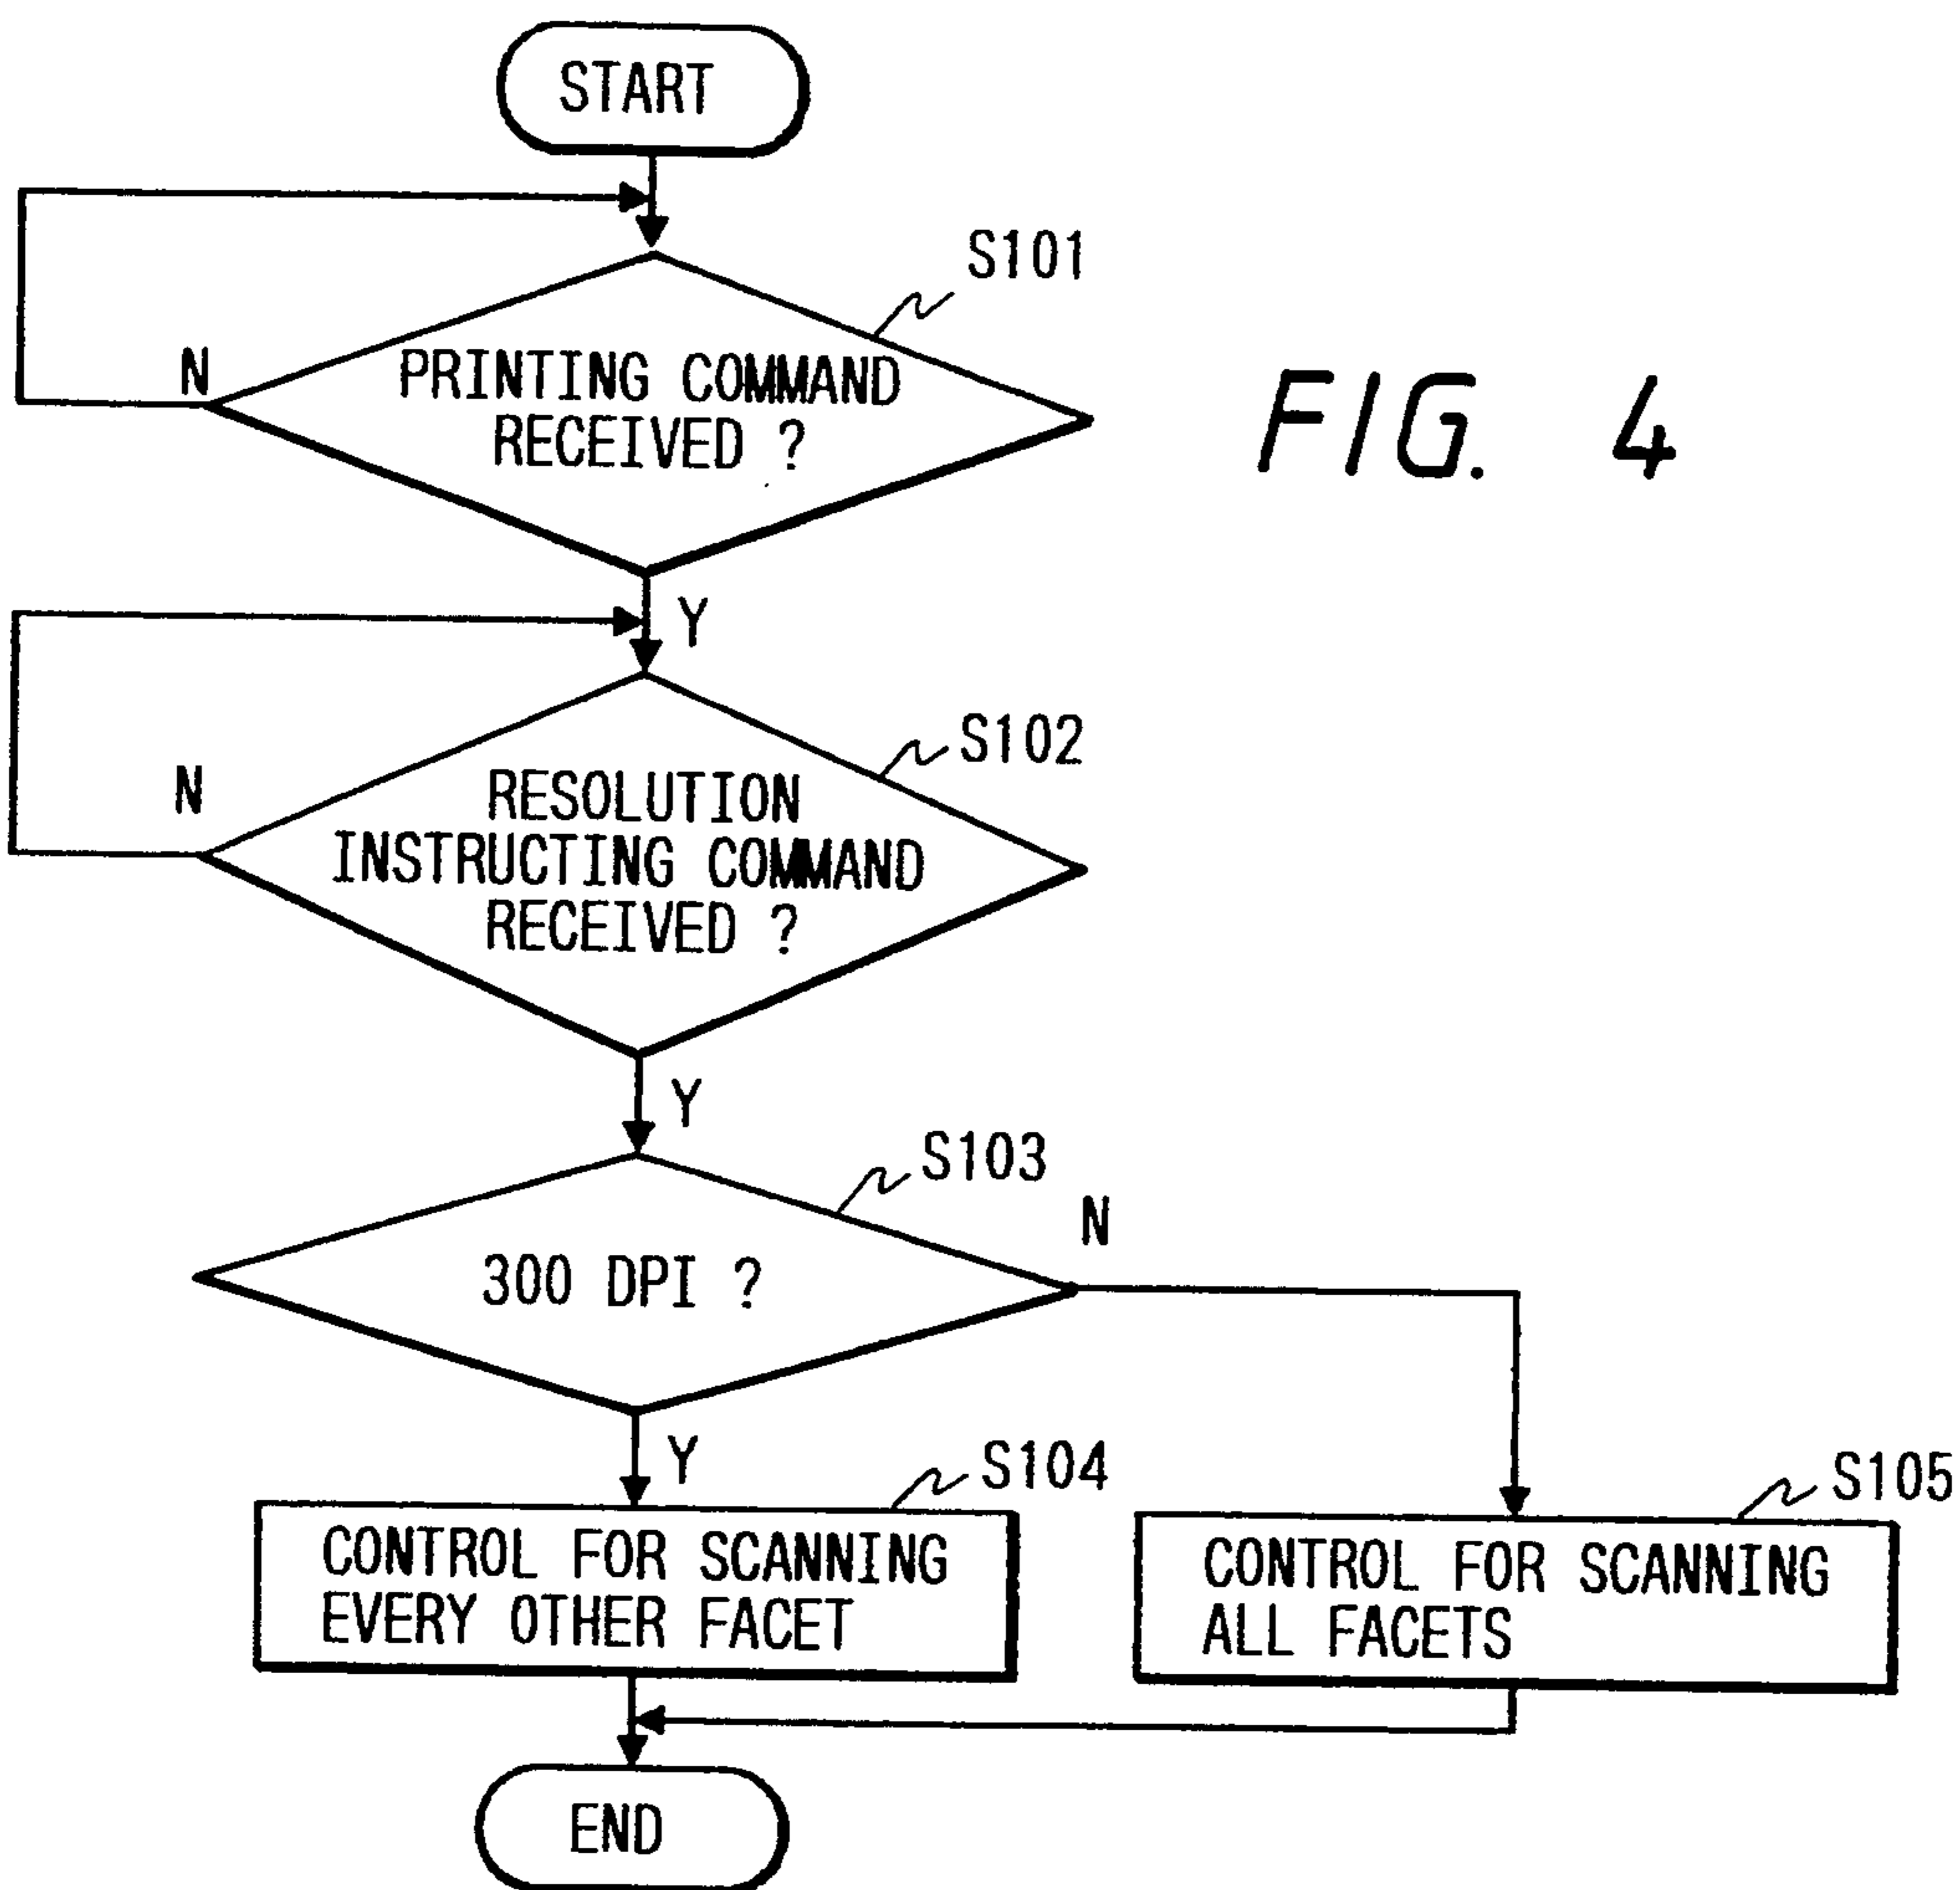 START
S101
N
PRINTING COMMAND
RECEIVED ?
FIG. 4
Y
S102
N
RESOLUTION
INSTRUCTING COMMAND
RECEIVED ?
Y
S103
N
300 DPI ?
Y
S104
S105
CONTROL FOR SCANNING
EVERY OTHER FACET
CONTROL FOR SCANNING
ALL FACETS
END